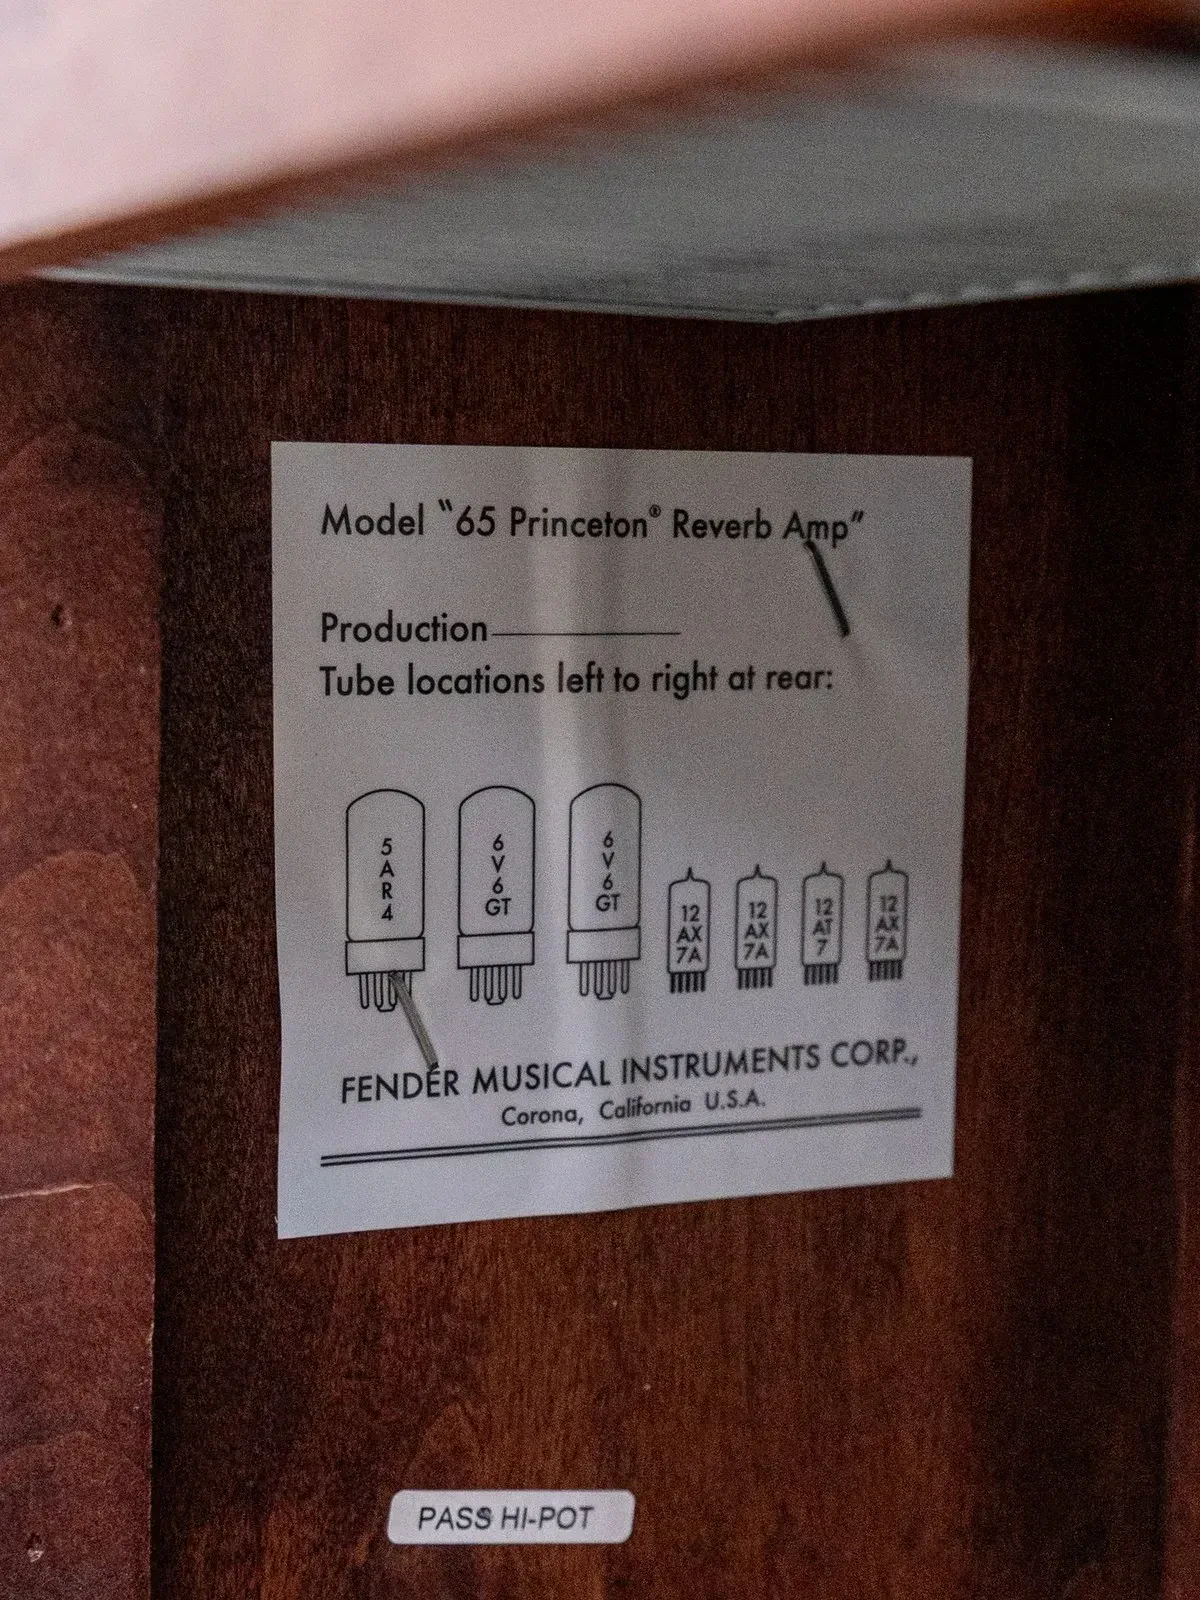 Model “65 Princeton® Reverb Amp”
Production
Tube locations left to right at rear:
5AR4 6V6GT 6V6GT 12AX7A 12AX7A 12AT7 12AX7A
FENDER MUSICAL INSTRUMENTS CORP.,
Corona, California U.S.A.
PASS HI-POT